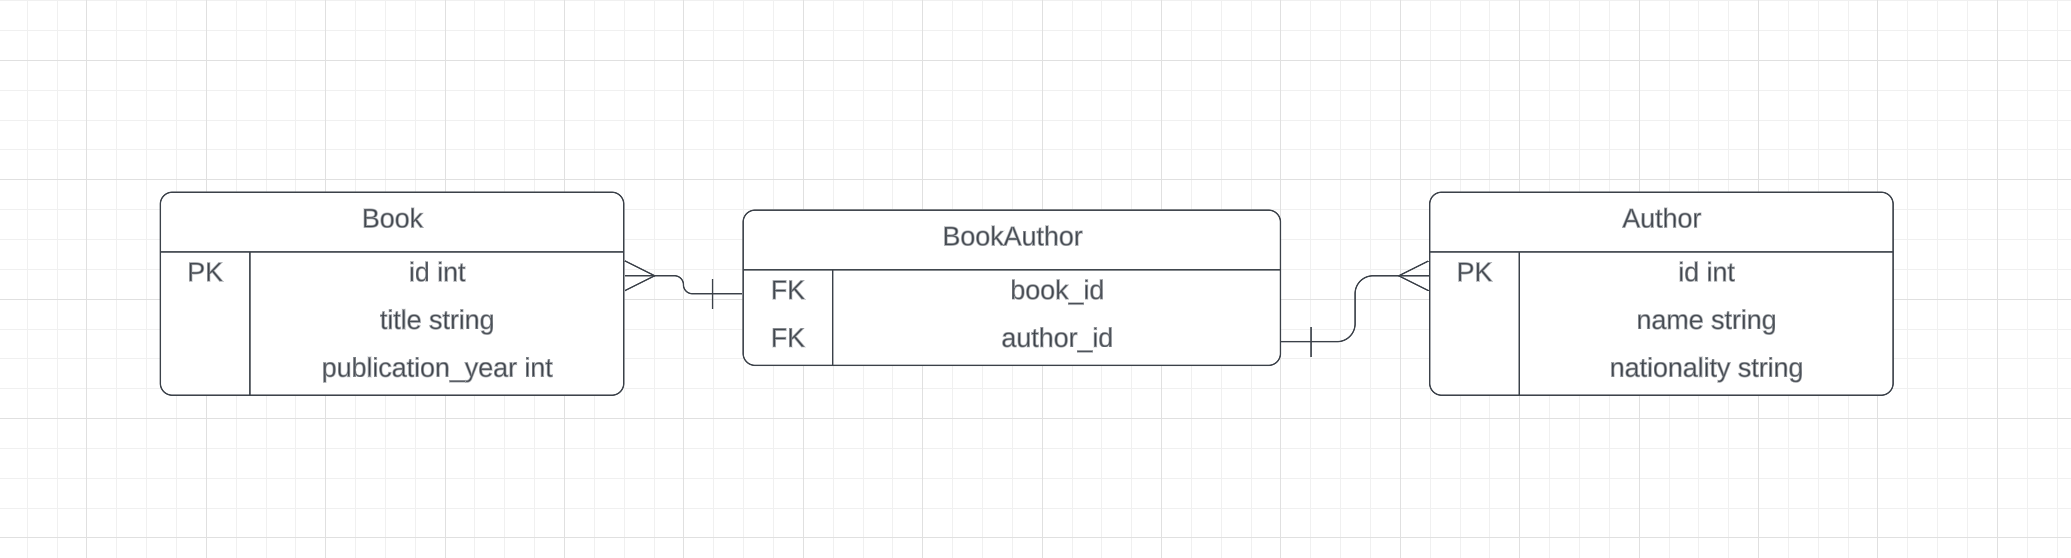 Book
PK id int
title string
publication_year int
BookAuthor
FK book_id
FK author_id
Author
PK id int
name string
nationality string